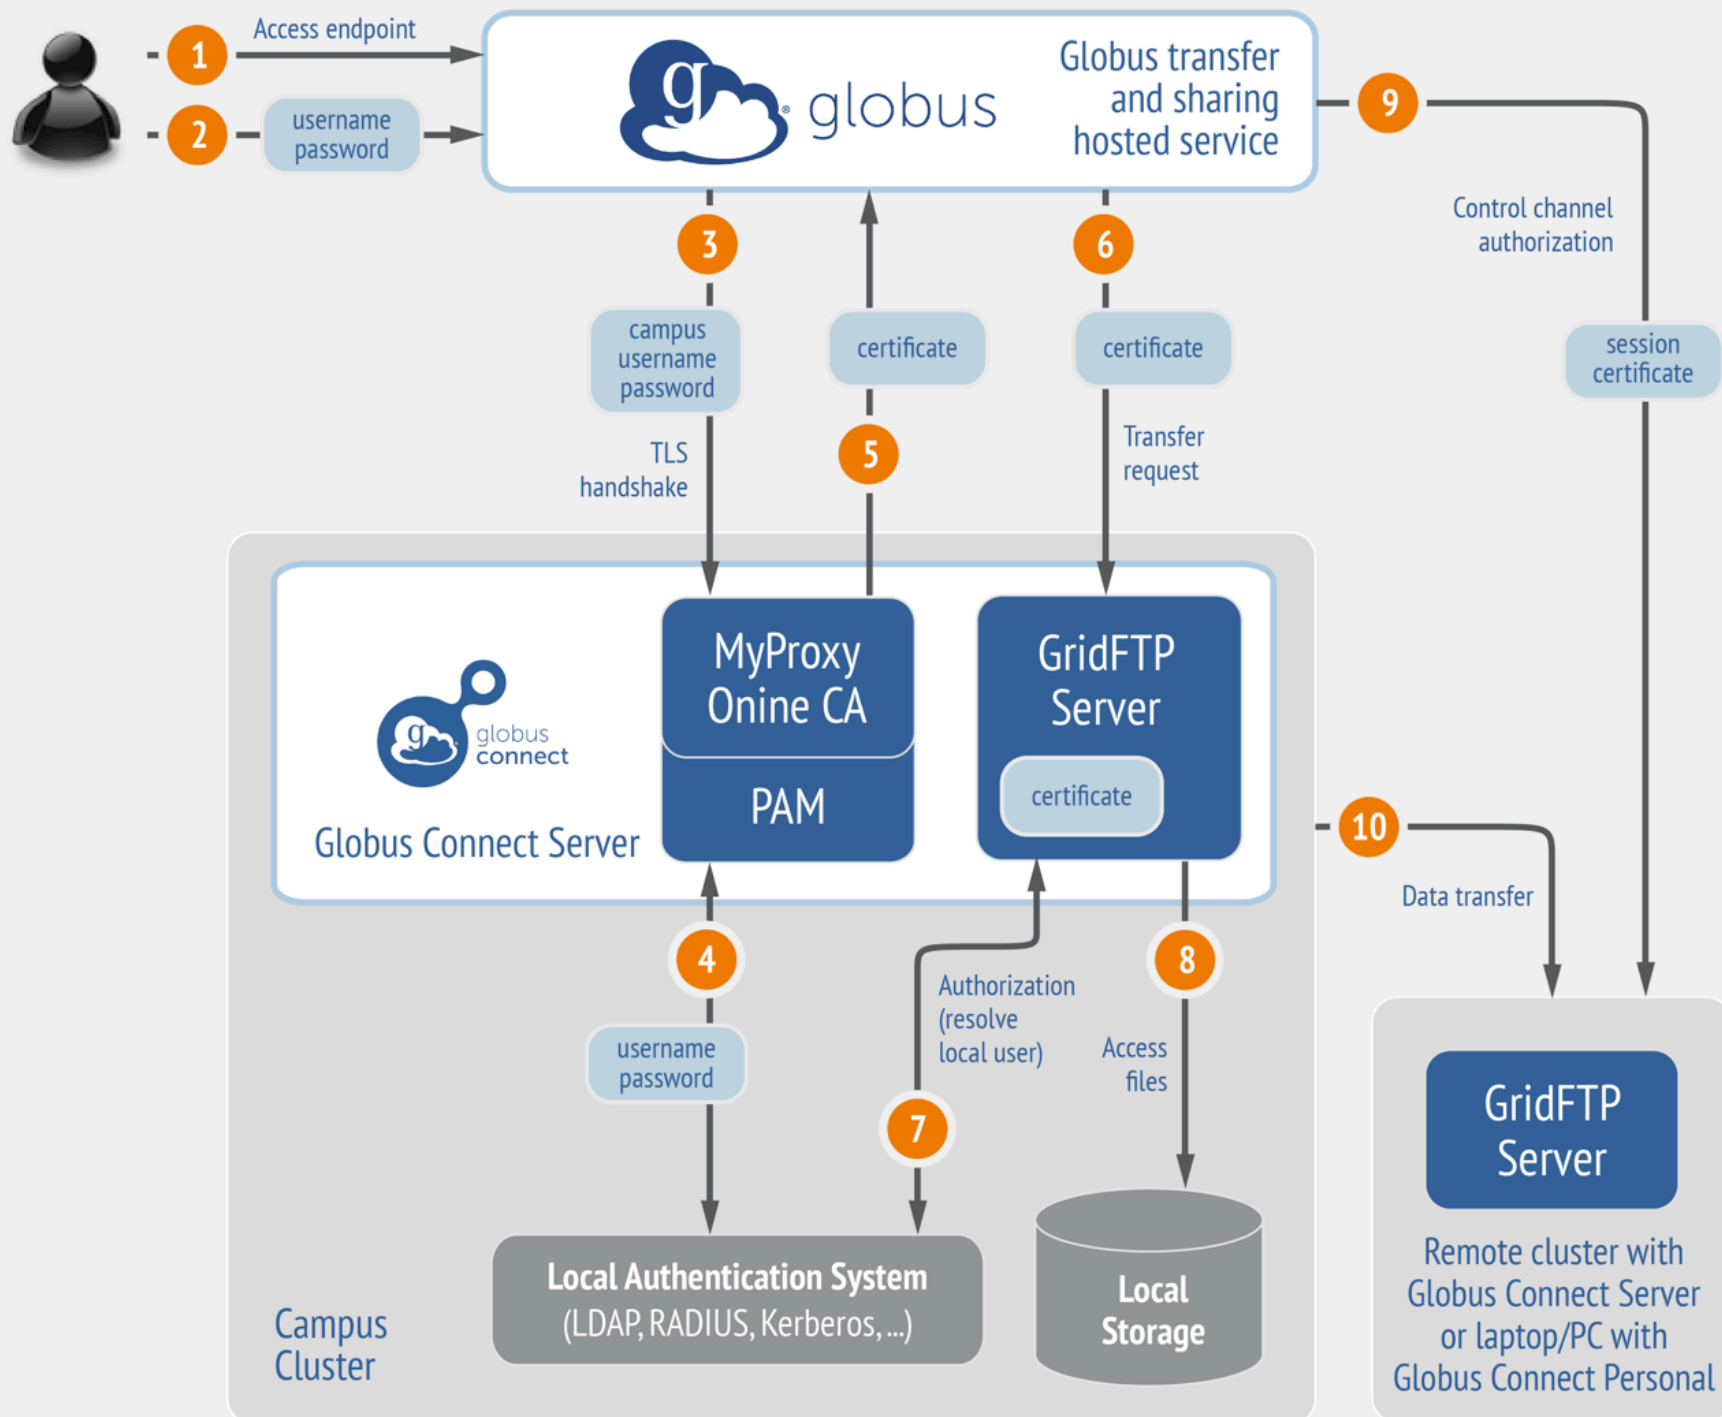 1
Access endpoint
2
username
password
g
globus
Globus transfer
and sharing
hosted service
9
3
6
Control channel
authorization
campus
username
password
certificate
certificate
session
certificate
TLS
handshake
5
Transfer
request
MyProxy
Onine CA
PAM
GridFTP
Server
certificate
g
globus
connect
Globus Connect Server
10
Data transfer
4
username
password
Authorization
(resolve
local user)
7
8
Access
files
Local Authentication System
(LDAP, RADIUS, Kerberos, ...)
Local
Storage
Campus
Cluster
GridFTP
Server
Remote cluster with
Globus Connect Server
or laptop/PC with
Globus Connect Personal